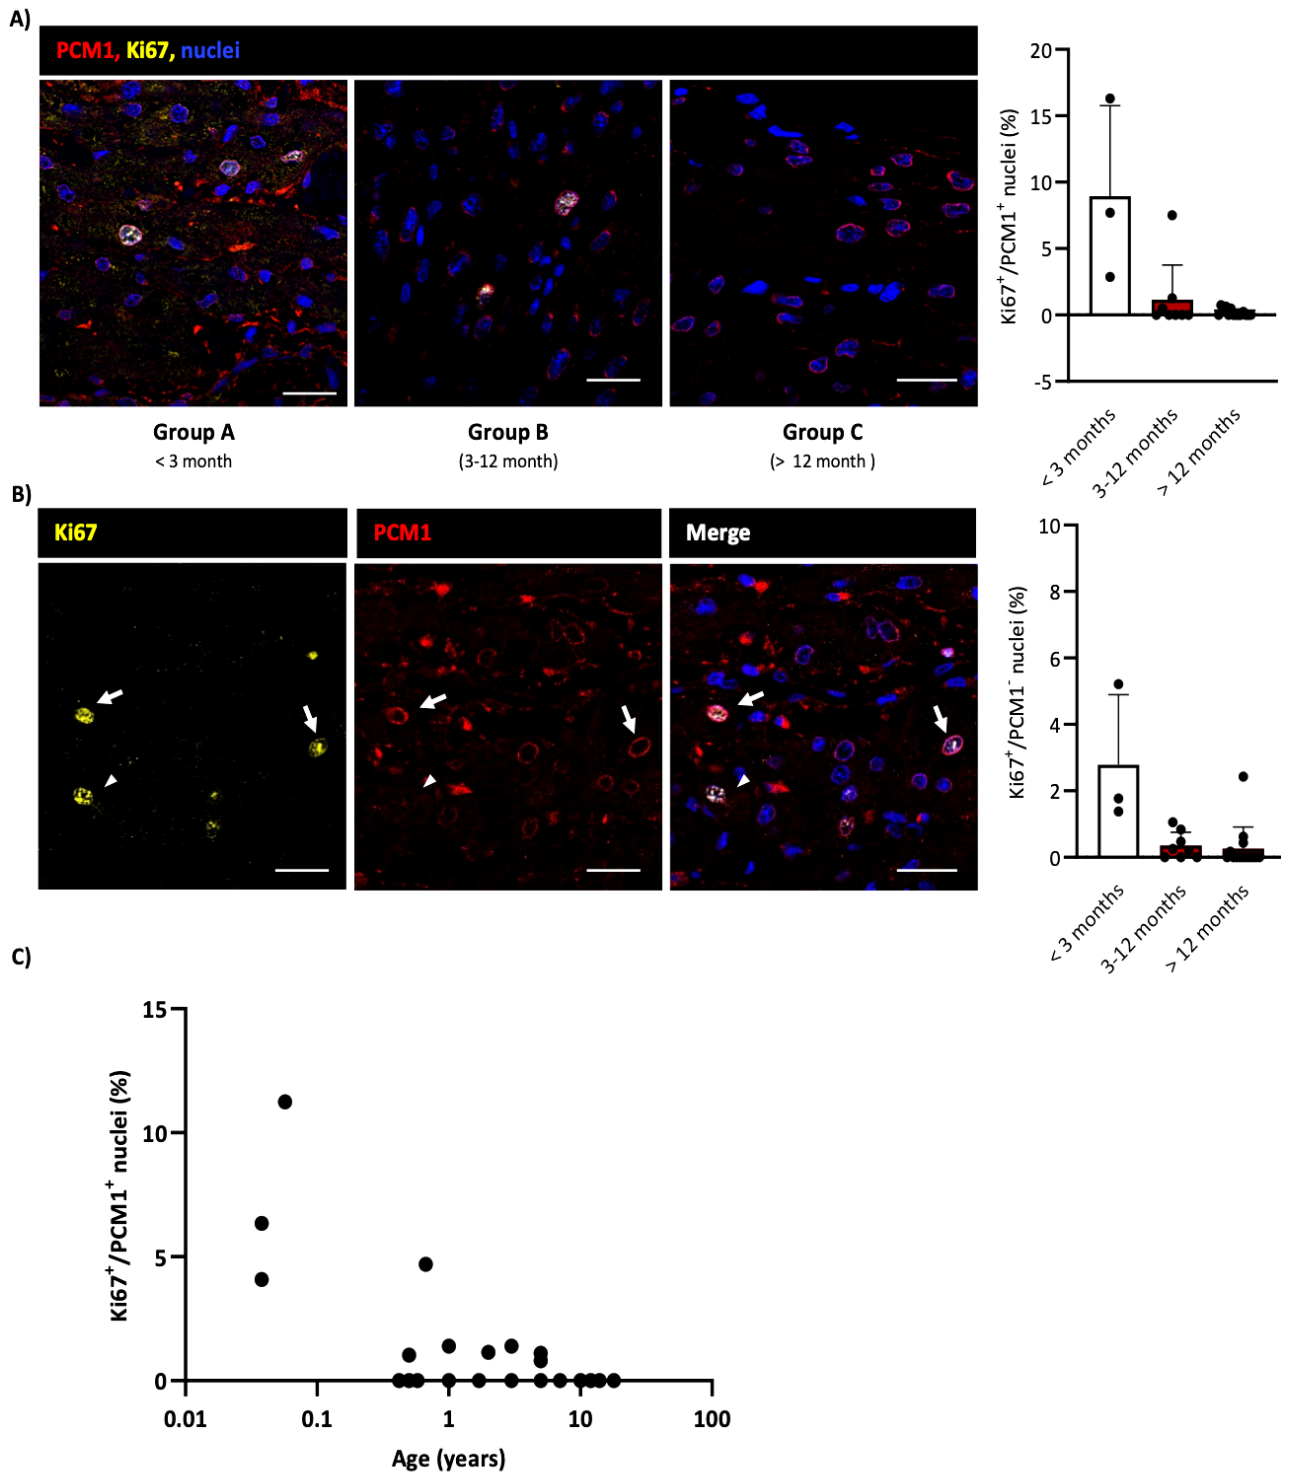 A)
PCM1, Ki67, nuclei
Group A
< 3 month
Group B
(3-12 month)
Group C
(> 12 month )
Ki67+/PCM1+ nuclei (%)
20
15
10
5
0
-5
< 3 months
3-12 months
> 12 months
B)
Ki67
PCM1
Merge
Ki67+/PCM1- nuclei (%)
10
8
6
4
2
0
< 3 months
3-12 months
> 12 months
C)
Ki67+/PCM1+ nuclei (%)
15
10
5
0
0.01
0.1
1
10
100
Age (years)